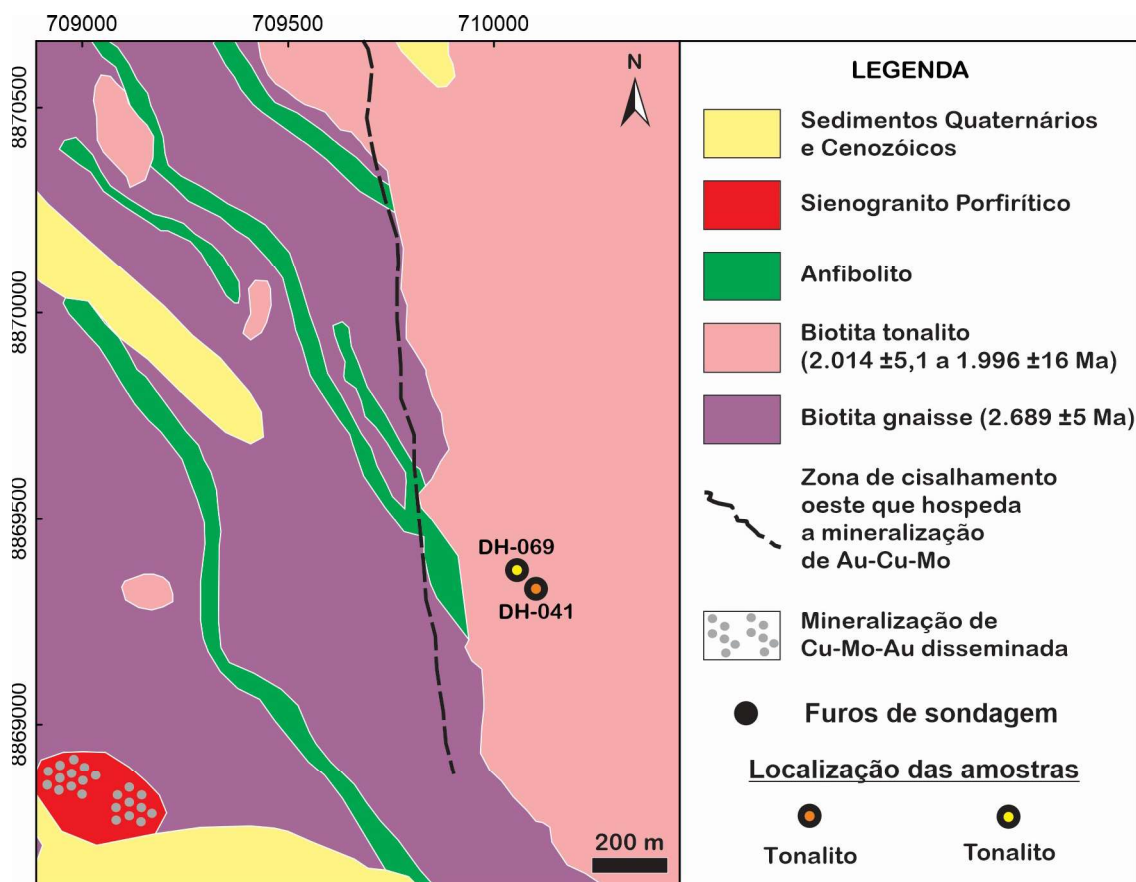 709000 709500 710000
8870500
8870000
8869500
8869000
N
DH-069
DH-041
200 m
LEGENDA
Sedimentos Quaternários
e Cenozóicos
Sienogranito Porfirítico
Anfibolito
Biotita tonalito
(2.014 ±5,1 a 1.996 ±16 Ma)
Biotita gnaisse (2.689 ±5 Ma)
Zona de cisalhamento
oeste que hospeda
a mineralização
de Au-Cu-Mo
Mineralização de
Cu-Mo-Au disseminada
Furos de sondagem
Localização das amostras
Tonalito Tonalito